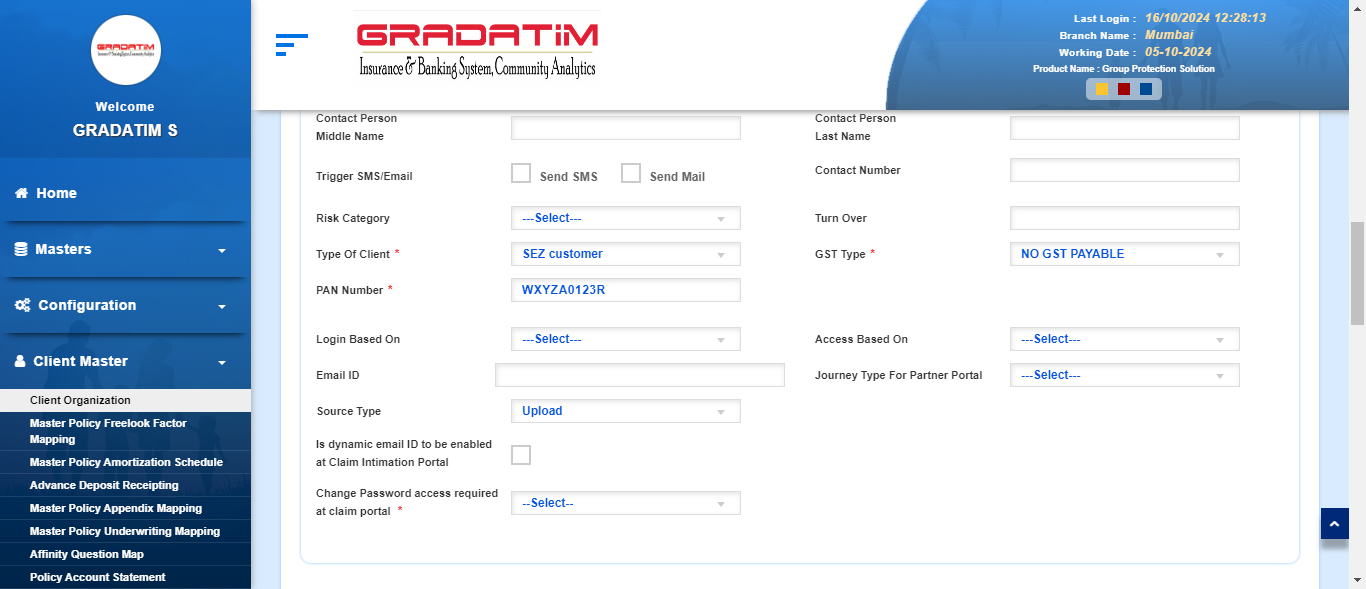 GRADATIM
Insurance & Banking System, Community Analytics
Welcome
GRADATIM S
Home
Masters
Configuration
Client Master
Client Organization
Master Policy Freelook Factor
Mapping
Master Policy Amortization Schedule
Advance Deposit Receipting
Master Policy Appendix Mapping
Master Policy Underwriting Mapping
Affinity Question Map
Policy Account Statement
GRADATIM
Insurance & Banking System, Community Analytics
Last Login : 16/10/2024 12:28:13
Branch Name : Mumbai
Working Date : 05-10-2024
Product Name : Group Protection Solution
Contact Person
Middle Name
Contact Person
Last Name
Trigger SMS/Email Send SMS Send Mail
Contact Number
Risk Category ---Select---
Turn Over
Type Of Client * SEZ customer
GST Type * NO GST PAYABLE
PAN Number * WXYZA0123R
Login Based On ---Select---
Access Based On ---Select---
Email ID
Journey Type For Partner Portal ---Select---
Source Type Upload
Is dynamic email ID to be enabled
at Claim Intimation Portal
Change Password access required
at claim portal * --Select--